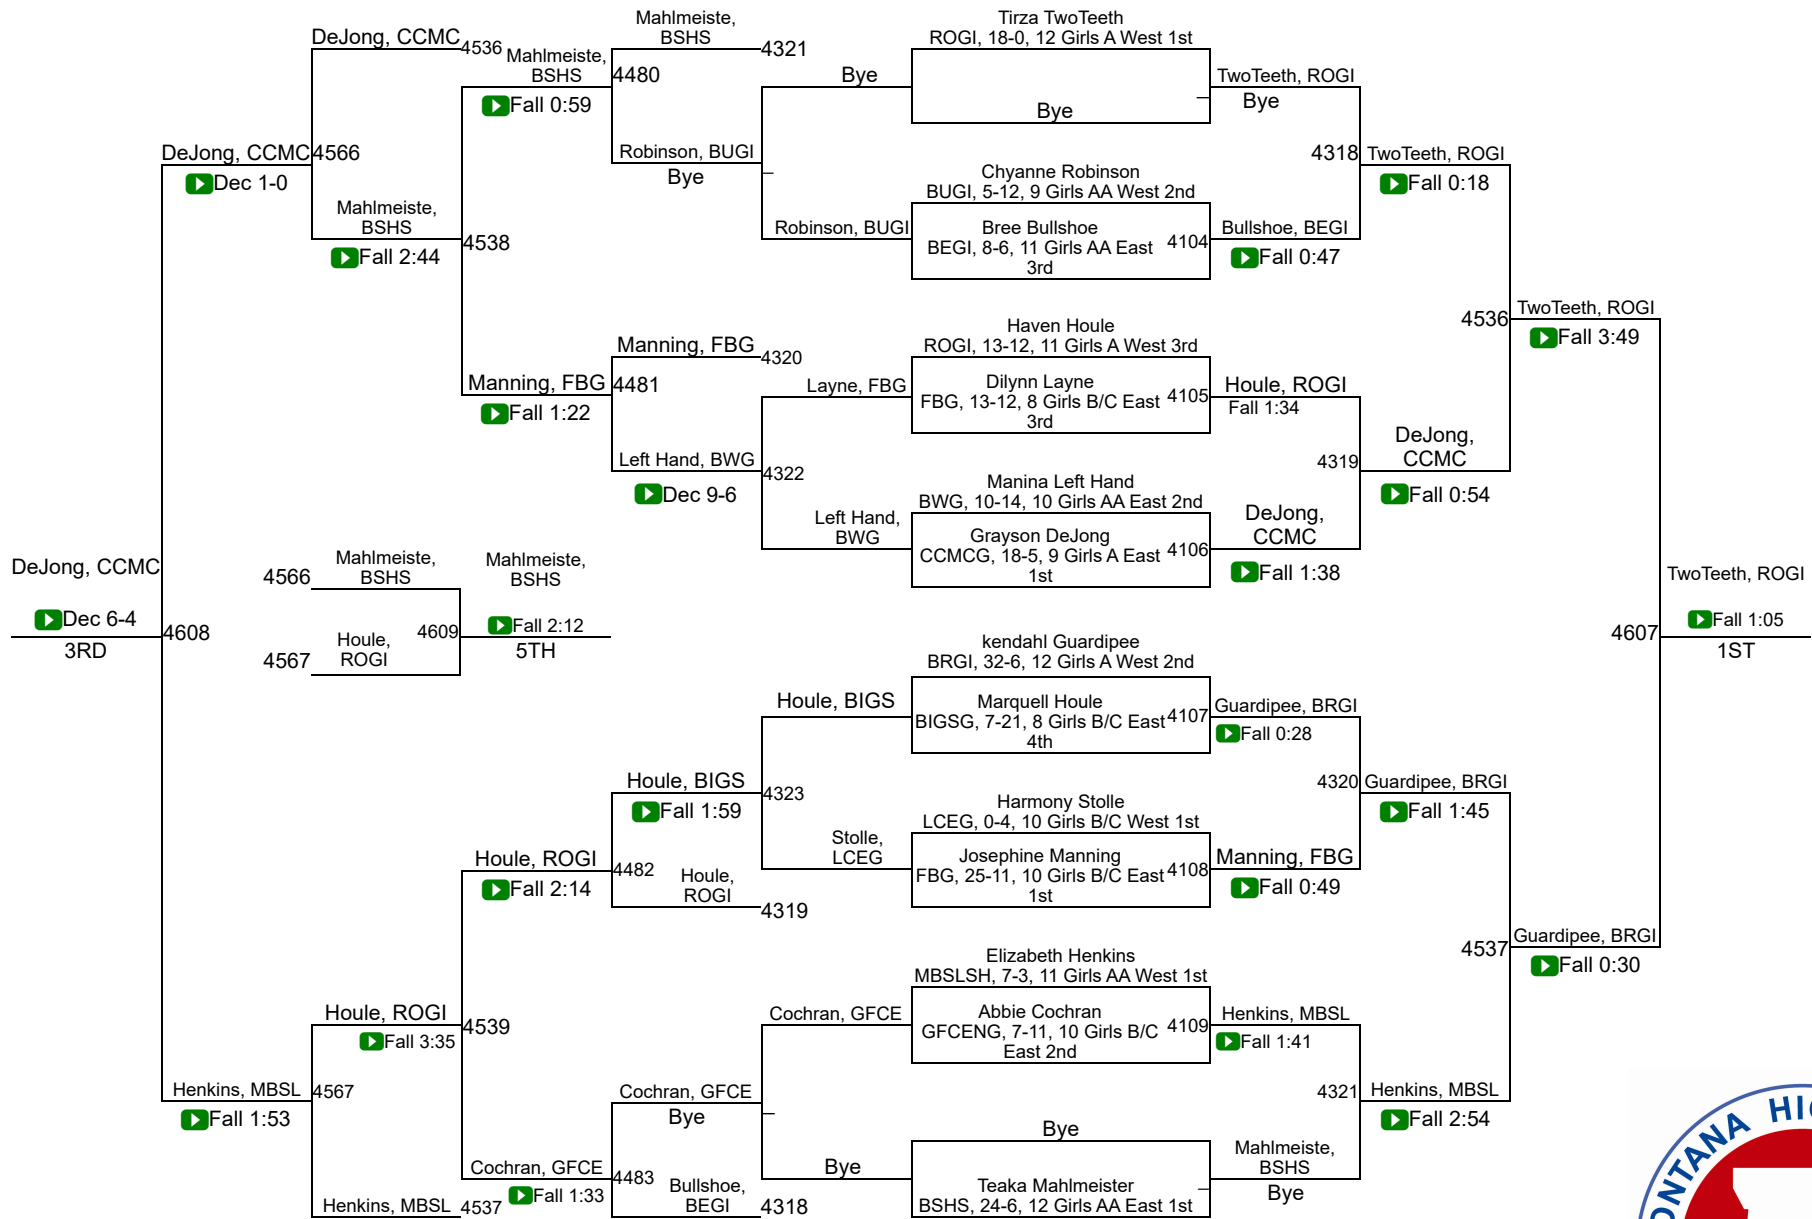 DeJong, CCMC
4536
Mahlmeiste,
BSHS
4566
Fall 2:44
DeJong, CCMC
Dec 1-0
Mahlmeiste,
BSHS
Fall 0:59
4538
Manning, FBG
Fall 1:22
Mahlmeiste,
BSHS
4321
4480
Robinson, BUGI
Bye
Manning, FBG
4320
4481
Left Hand, BWG
Dec 9-6
Bye
Robinson, BUGI
Layne, FBG
4322
Left Hand,
BWG
Tirza TwoTeeth
ROGI, 18-0, 12 Girls A West 1st
Bye
Chyanne Robinson
BUGI, 5-12, 9 Girls AA West 2nd
Bree Bullshoe
BEGI, 8-6, 11 Girls AA East
3rd
4104
Haven Houle
ROGI, 13-12, 11 Girls A West 3rd
Dilynn Layne
FBG, 13-12, 8 Girls B/C East
3rd
4105
Manina Left Hand
BWG, 10-14, 10 Girls AA East 2nd
Grayson DeJong
CCMCG, 18-5, 9 Girls A East
1st
4106
TwoTeeth, ROGI
Bye
4318
Bullshoe, BEGI
Fall 0:47
Houle, ROGI
Fall 1:34
4319
DeJong,
CCMC
Fall 1:38
TwoTeeth, ROGI
Fall 0:18
4536
DeJong,
CCMC
Fall 0:54
TwoTeeth, ROGI
Fall 3:49
DeJong, CCMC
Dec 6-4
3RD
4608
4566
Mahlmeiste,
BSHS
4567
Houle,
ROGI
4609
Mahlmeiste,
BSHS
Fall 2:12
5TH
4607
TwoTeeth, ROGI
Fall 1:05
1ST
kendahl Guardipee
BRGI, 32-6, 12 Girls A West 2nd
Marquell Houle
BIGSG, 7-21, 8 Girls B/C East
4th
4107
Harmony Stolle
LCEG, 0-4, 10 Girls B/C West 1st
Josephine Manning
FBG, 25-11, 10 Girls B/C East
1st
4108
Elizabeth Henkins
MBSLSH, 7-3, 11 Girls AA West 1st
Abbie Cochran
GFCENG, 7-11, 10 Girls B/C
East 2nd
4109
Bye
Teaka Mahlmeister
BSHS, 24-6, 12 Girls AA East 1st
Houle, BIGS
4323
Stolle,
LCEG
Cochran, GFCE
Bye
Houle, BIGS
Fall 1:59
4482
Houle,
ROGI
4319
Cochran, GFCE
Bye
4483
Bullshoe,
BEGI
4318
Houle, ROGI
Fall 2:14
4539
Cochran, GFCE
Fall 1:33
Houle, ROGI
Fall 3:35
4567
Henkins, MBSL
4537
Henkins, MBSL
Fall 1:53
Guardipee, BRGI
Fall 0:28
4320
Manning, FBG
Fall 0:49
Henkins, MBSL
Fall 1:41
4321
Mahlmeiste,
BSHS
Bye
Guardipee, BRGI
Fall 1:45
4537
Henkins, MBSL
Fall 2:54
Guardipee, BRGI
Fall 0:30